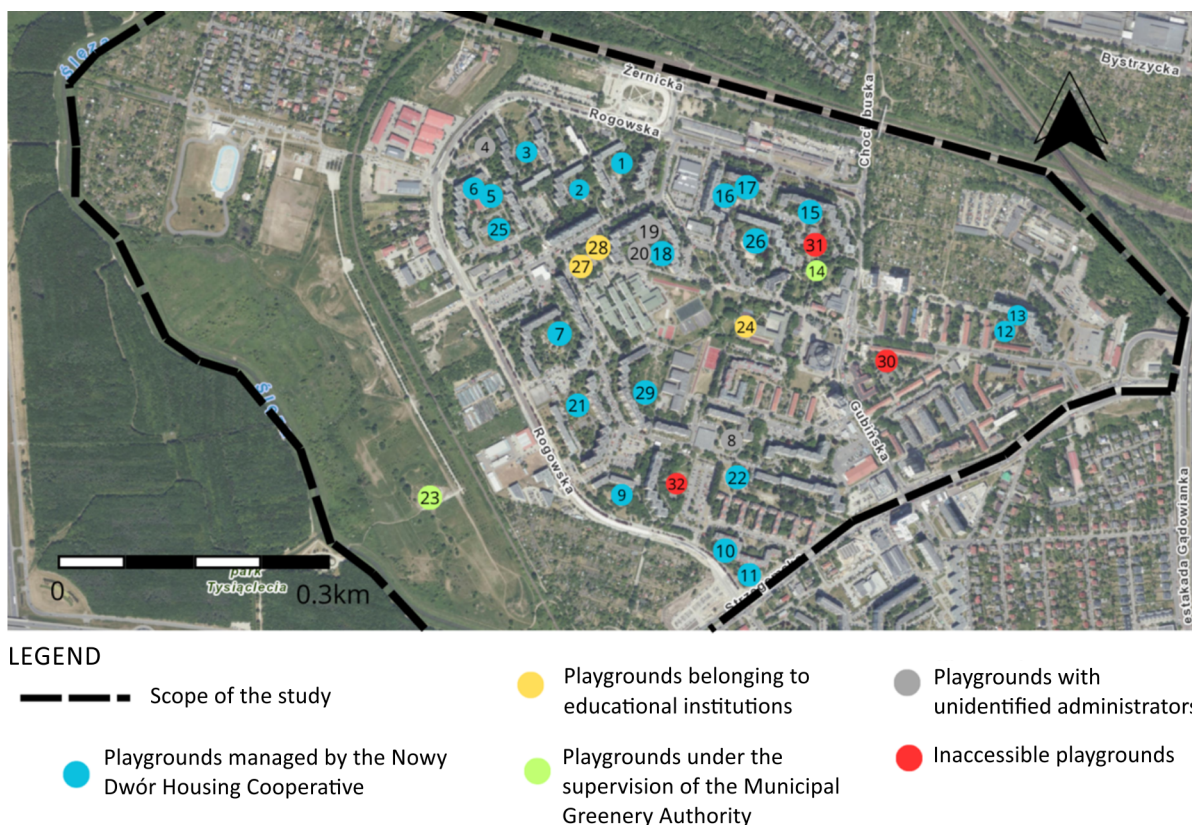 Ślęza
Bystrzycka
Żernicka
Rogowska
4
3
1
2
6
5
25
16
17
15
19
20
18
26
31
28
27
14
24
7
13
12
30
29
21
8
Gubińska
Rogowska
32
22
9
23
10
11
estakada Gądowianka
0
0.3km
park
Tysiąclecia
LEGEND
Scope of the study
Playgrounds belonging to
educational institutions
Playgrounds with
unidentified administrators
Playgrounds managed by the Nowy
Dwór Housing Cooperative
Playgrounds under the
supervision of the Municipal
Greenery Authority
Inaccessible playgrounds